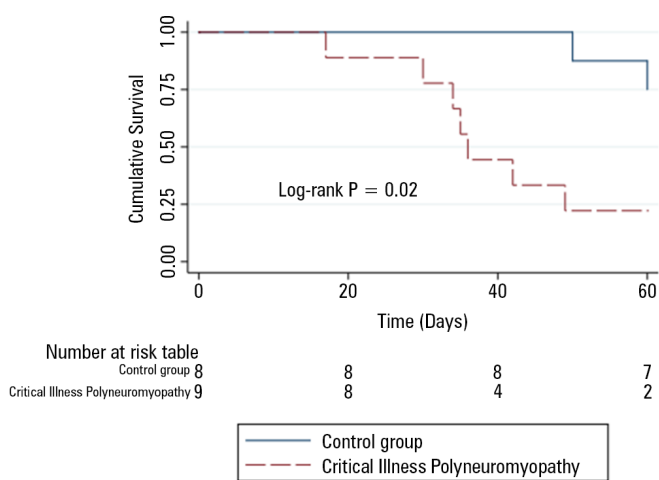 1.00
0.75
0.50
0.25
0.00
Cumulative Survival
Log-rank P = 0.02
0 20 40 60
Time (Days)
Number at risk table
Control group 8 8 8 7
Critical Illness Polyneuromyopathy 9 8 4 2
Control group
Critical Illness Polyneuromyopathy